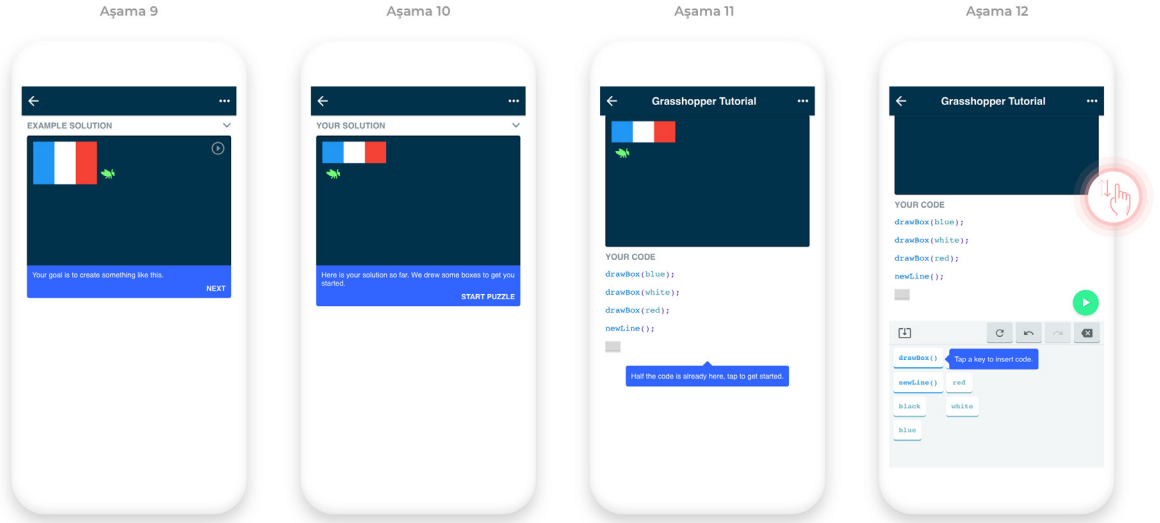 Aşama 9
Aşama 10
Aşama 11
Aşama 12
EXAMPLE SOLUTION
Your goal is to create something like this.
NEXT
YOUR SOLUTION
Here is your solution so far. We drew some boxes to get you
started.
START PUZZLE
Grasshopper Tutorial
YOUR CODE
drawBox(blue);
drawBox(white);
drawBox(red);
newLine();
Half the code is already here, tap to get started.
Grasshopper Tutorial
YOUR CODE
drawBox(blue);
drawBox(white);
drawBox(red);
newLine();
drawBox()
Tap a key to insert code.
newLine() red
black white
blue